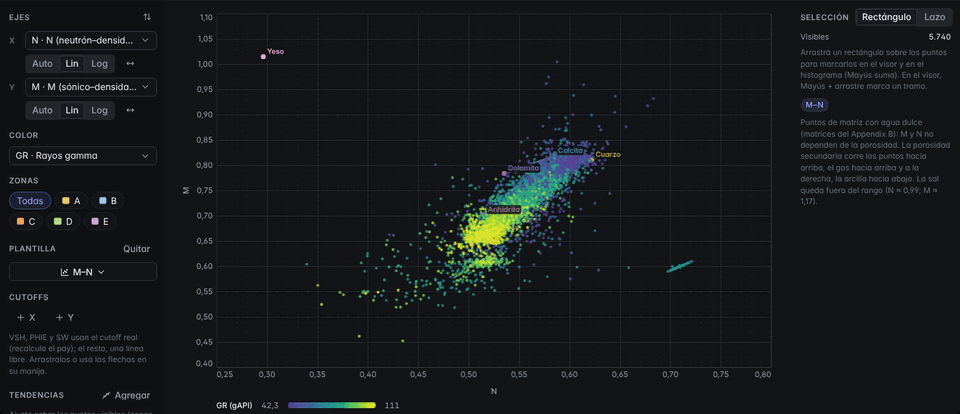 EJES
X N · N (neutrón–densid...
Auto Lin Log
Y M · M (sónico–densida...
Auto Lin Log
COLOR
GR · Rayos gamma
ZONAS
Todas A B
C D E
PLANTILLA Quitar
M–N
CUTOFFS
+ X + Y
VSH, PHIE y SW usan el cutoff real
(recalcula el pay); el resto, una línea
libre. Arrastralos o usá las flechas en
su manija.
TENDENCIAS Agregar
1,10
1,05
1,00
0,95
0,90
0,85
0,80
0,75
0,70
0,65
0,60
0,55
0,50
0,45
0,40
M
Yeso
Calcita
Cuarzo
Dolomita
Anhidrita
0,25 0,30 0,35 0,40 0,45 0,50 0,55 0,60 0,65 0,70 0,75 0,80
N
GR (gAPI) 42,3 111
SELECCIÓN Rectángulo Lazo
Visibles 5.740
Arrastrá un rectángulo sobre los puntos
para marcarlos en el visor y en el
histograma (Mayús suma). En el visor,
Mayús + arrastre marca un tramo.
M–N
Puntos de matriz con agua dulce
(matrices del Appendix B): M y N no
dependen de la porosidad. La porosidad
secundaria corre los puntos hacia
arriba, el gas hacia arriba y a la
derecha, la arcilla hacia abajo. La sal
queda fuera del rango (N ≈ 0,99; M ≈
1,17).